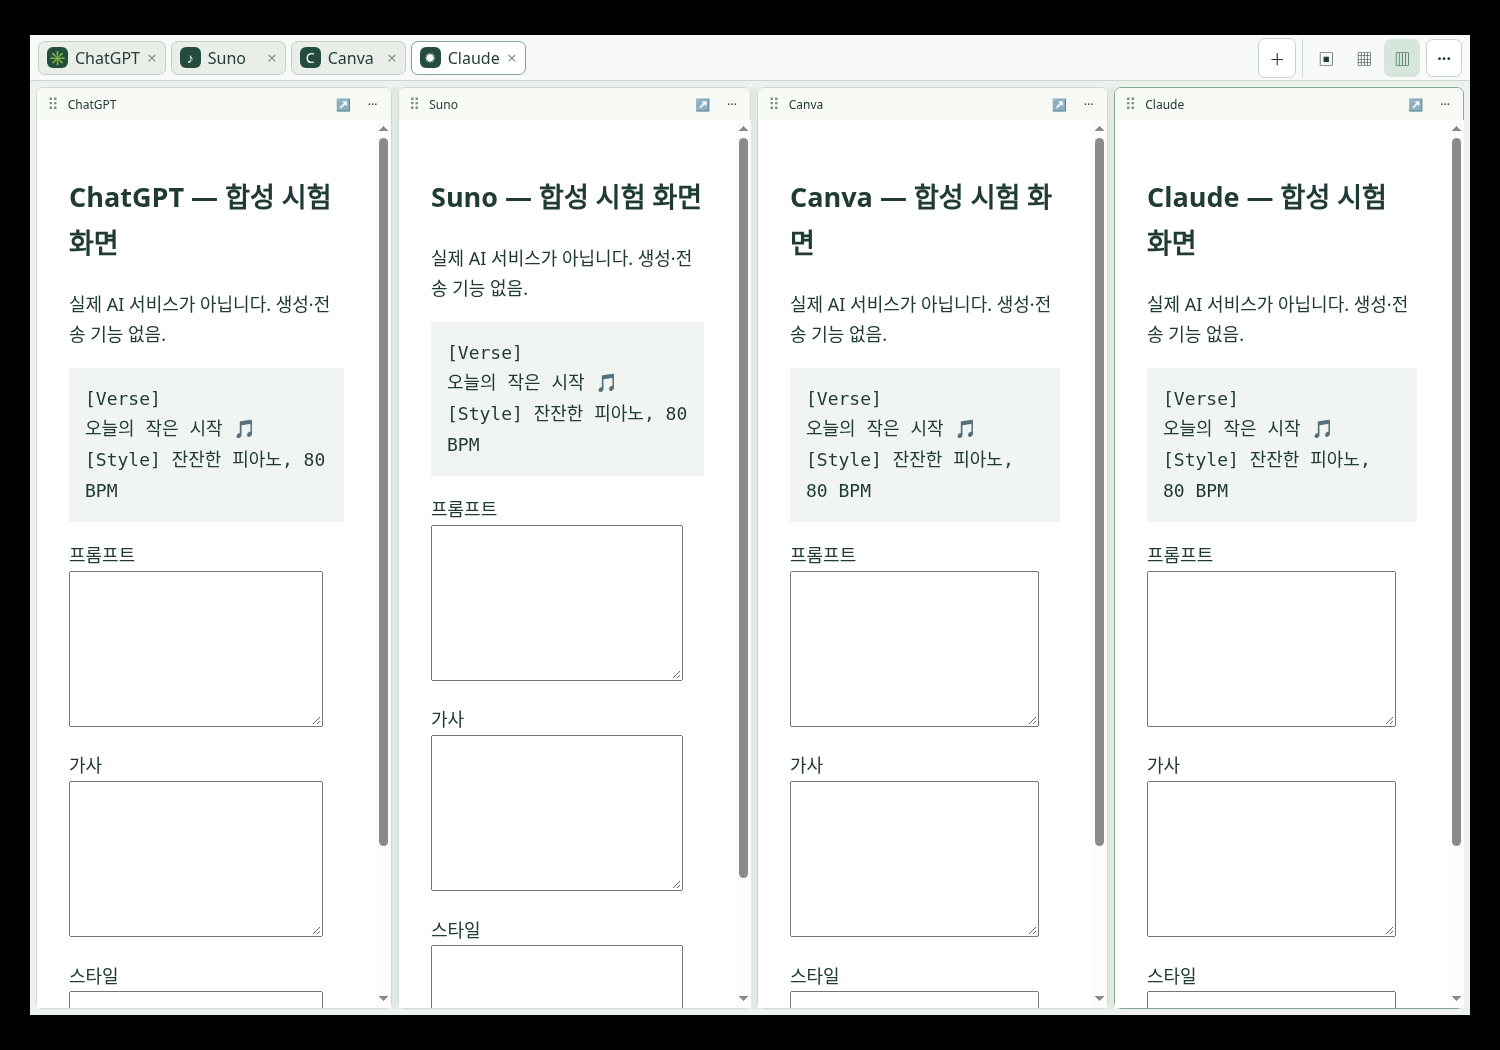 ChatGPT ×
♪ Suno ×
C Canva ×
Claude ×
+
···
ChatGPT
↗
···
Suno
↗
···
Canva
↗
···
Claude
↗
···
ChatGPT — 합성 시험
화면
실제 AI 서비스가 아닙니다. 생성·전
송 기능 없음.
[Verse]
오늘의 작은 시작 🎵
[Style] 잔잔한 피아노, 80
BPM
프롬프트
가사
스타일
Suno — 합성 시험 화면
실제 AI 서비스가 아닙니다. 생성·전
송 기능 없음.
[Verse]
오늘의 작은 시작 🎵
[Style] 잔잔한 피아노, 80
BPM
프롬프트
가사
스타일
Canva — 합성 시험 화
면
실제 AI 서비스가 아닙니다. 생성·전
송 기능 없음.
[Verse]
오늘의 작은 시작 🎵
[Style] 잔잔한 피아노,
80 BPM
프롬프트
가사
스타일
Claude — 합성 시험
화면
실제 AI 서비스가 아닙니다. 생성·전
송 기능 없음.
[Verse]
오늘의 작은 시작 🎵
[Style] 잔잔한 피아노,
80 BPM
프롬프트
가사
스타일